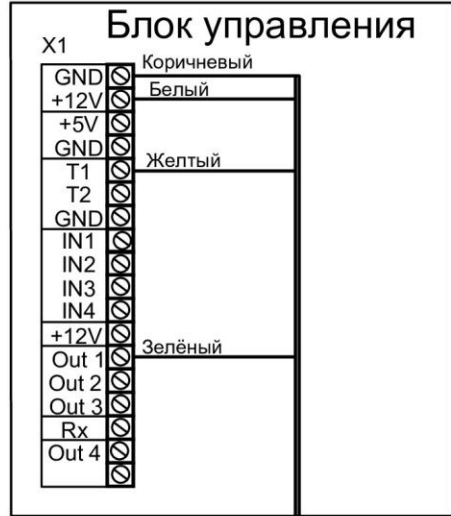 Блок управления
X1
GND Коричневый
+12V Белый
+5V
GND
T1 Желтый
T2
GND
IN1
IN2
IN3
IN4
+12V
Out 1 Зелёный
Out 2
Out 3
Rx
Out 4